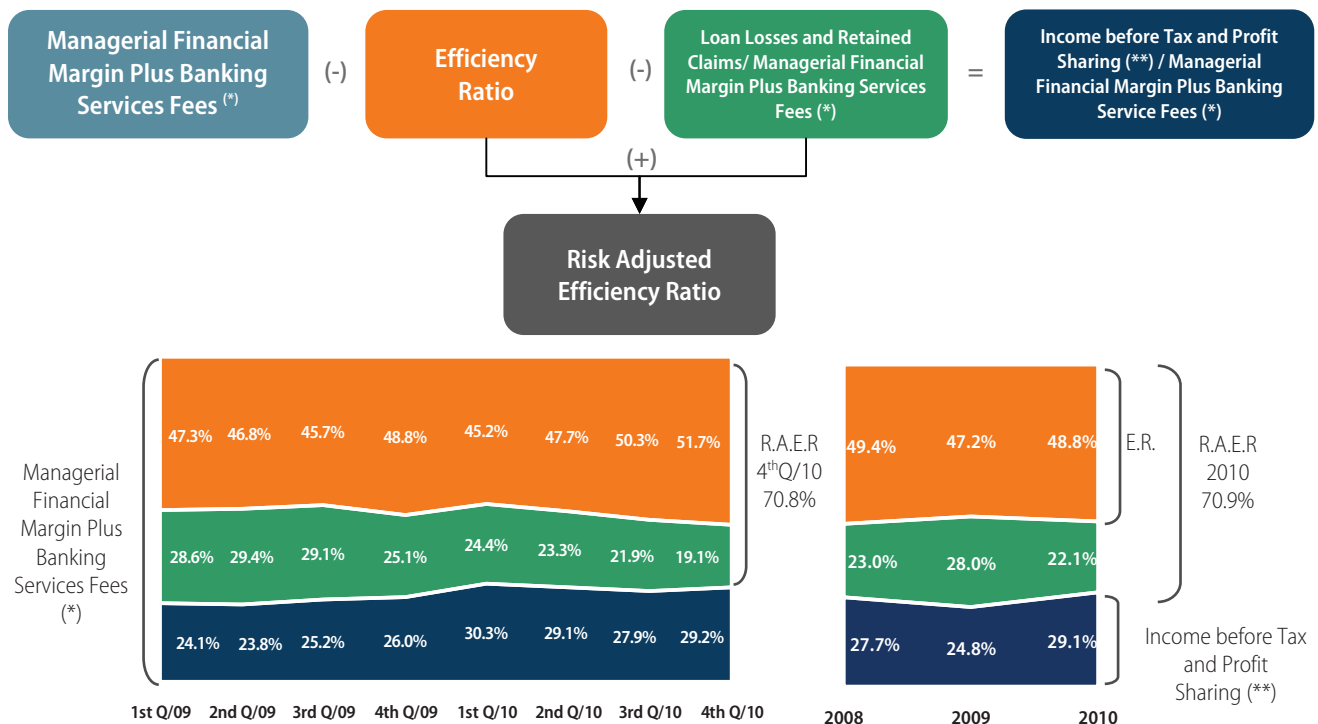 Managerial Financial
Margin Plus Banking
Services Fees (*)
(-)
Efficiency
Ratio
(-)
Loan Losses and Retained
Claims/ Managerial Financial
Margin Plus Banking Services
Fees (*)
=
Income before Tax and Profit
Sharing (**) / Managerial
Financial Margin Plus Banking
Service Fees (*)
(+)
Risk Adjusted
Efficiency Ratio
Managerial
Financial
Margin Plus
Banking
Services Fees
(*)
47.3% 46.8% 45.7% 48.8% 45.2% 47.7% 50.3% 51.7%
28.6% 29.4% 29.1% 25.1% 24.4% 23.3% 21.9% 19.1%
24.1% 23.8% 25.2% 26.0% 30.3% 29.1% 27.9% 29.2%
1st Q/09 2nd Q/09 3rd Q/09 4th Q/09 1st Q/10 2nd Q/10 3rd Q/10 4th Q/10
R.A.E.R
4thQ/10
70.8%
49.4% 47.2% 48.8%
23.0% 28.0% 22.1%
27.7% 24.8% 29.1%
2008 2009 2010
E.R.
R.A.E.R
2010
70.9%
Income before Tax
and Profit
Sharing (**)